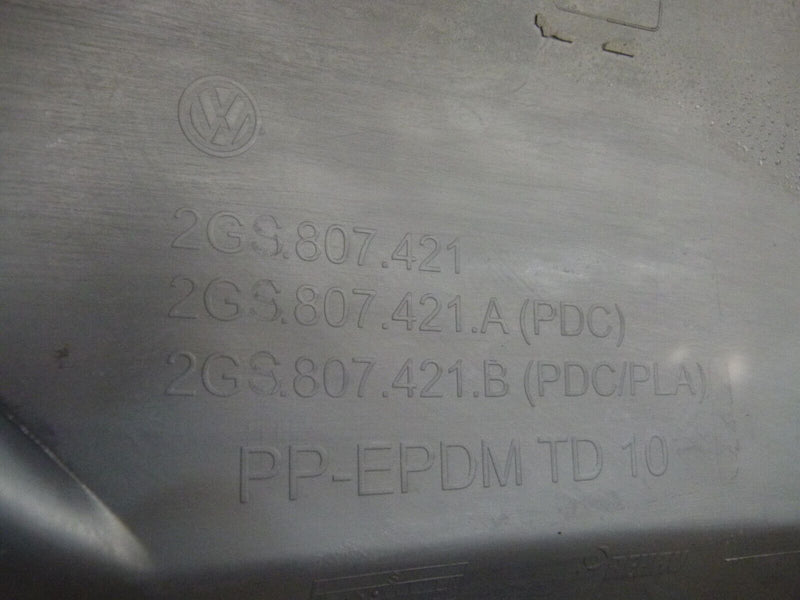 VW
2GS.807.421
2GS.807.421.A (PDC)
2GS.807.421.B (PDC/PLA)
PP-EPDM TD 10